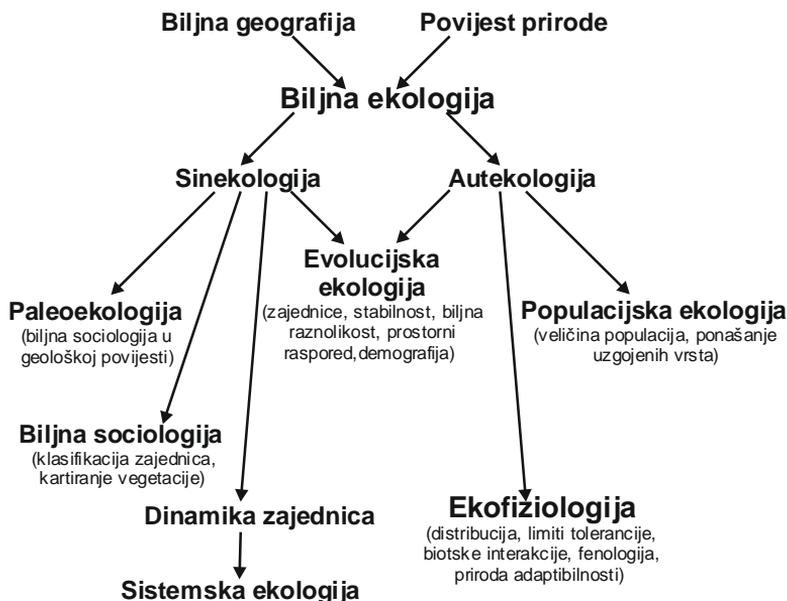 Biljna geografija
Povijest prirode
Biljna ekologija
Sinekologija
Autekologija
Evolucijska
ekologija
(zajednice, stabilnost, biljna
raznolikost, prostorni
raspored,demografija)
Paleoekologija
(biljna sociologija u
geološkoj povijesti)
Populacijska ekologija
(veličina populacija, ponašanje
uzgojenih vrsta)
Biljna sociologija
(klasifikacija zajednica,
kartiranje vegetacije)
Dinamika zajednica
Ekofiziologija
(distribucija, limiti tolerancije,
biotske interakcije, fenologija,
priroda adaptibilnosti)
Sistemska ekologija